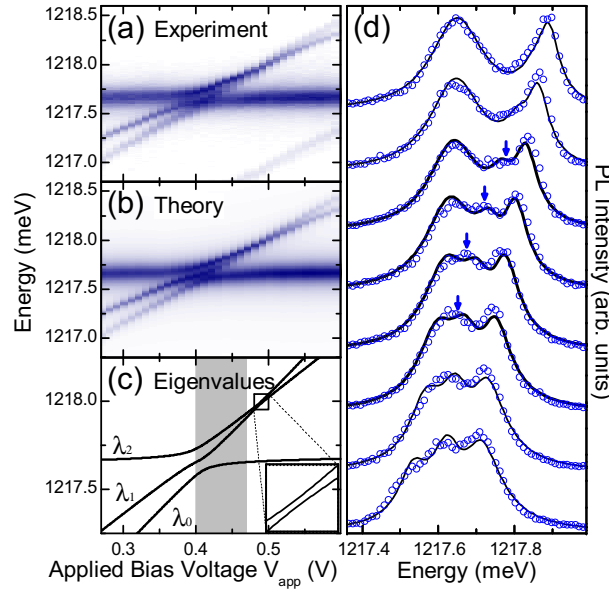 (a) Experiment
1218.5
1218.0
1217.5
1217.0
(b) Theory
1218.5
1218.0
1217.5
1217.0
Energy (meV)
(c) Eigenvalues
1218.0
1217.5
λ₂
λ₁
λ₀
0.3 0.4 0.5
Applied Bias Voltage V_app (V)
(d)
PL Intensity (arb. units)
1217.4 1217.6 1217.8
Energy (meV)